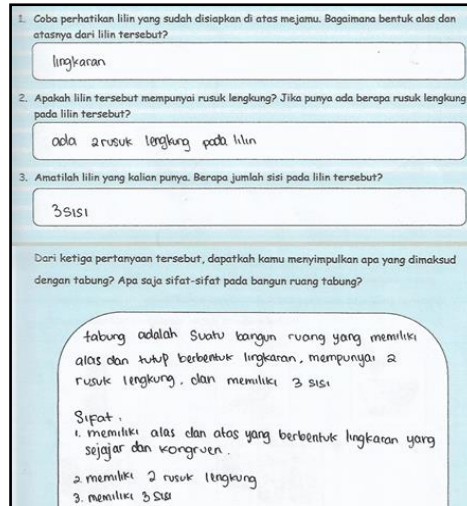 1. Coba perhatikan lilin yang sudah disiapkan di atas mejamu. Bagaimana bentuk alas dan
atasnya dari lilin tersebut?
lingkaran
2. Apakah lilin tersebut mempunyai rusuk lengkung? Jika punya ada berapa rusuk lengkung
pada lilin tersebut?
ada 2 rusuk lengkung pada lilin
3. Amatilah lilin yang kalian punya. Berapa jumlah sisi pada lilin tersebut?
3 sisi
Dari ketiga pertanyaan tersebut, dapatkah kamu menyimpulkan apa yang dimaksud
dengan tabung? Apa saja sifat-sifat pada bangun ruang tabung?
tabung adalah suatu bangun ruang yang memiliki
alas dan tutup berbentuk lingkaran, mempunyai 2
rusuk lengkung, dan memiliki 3 sisi
Sifat,
1. memiliki alas dan atas yang berbentuk lingkaran yang
sejajar dan kongruen.
2. memiliki 2 rusuk lengkung
3. memiliki 3 sisi